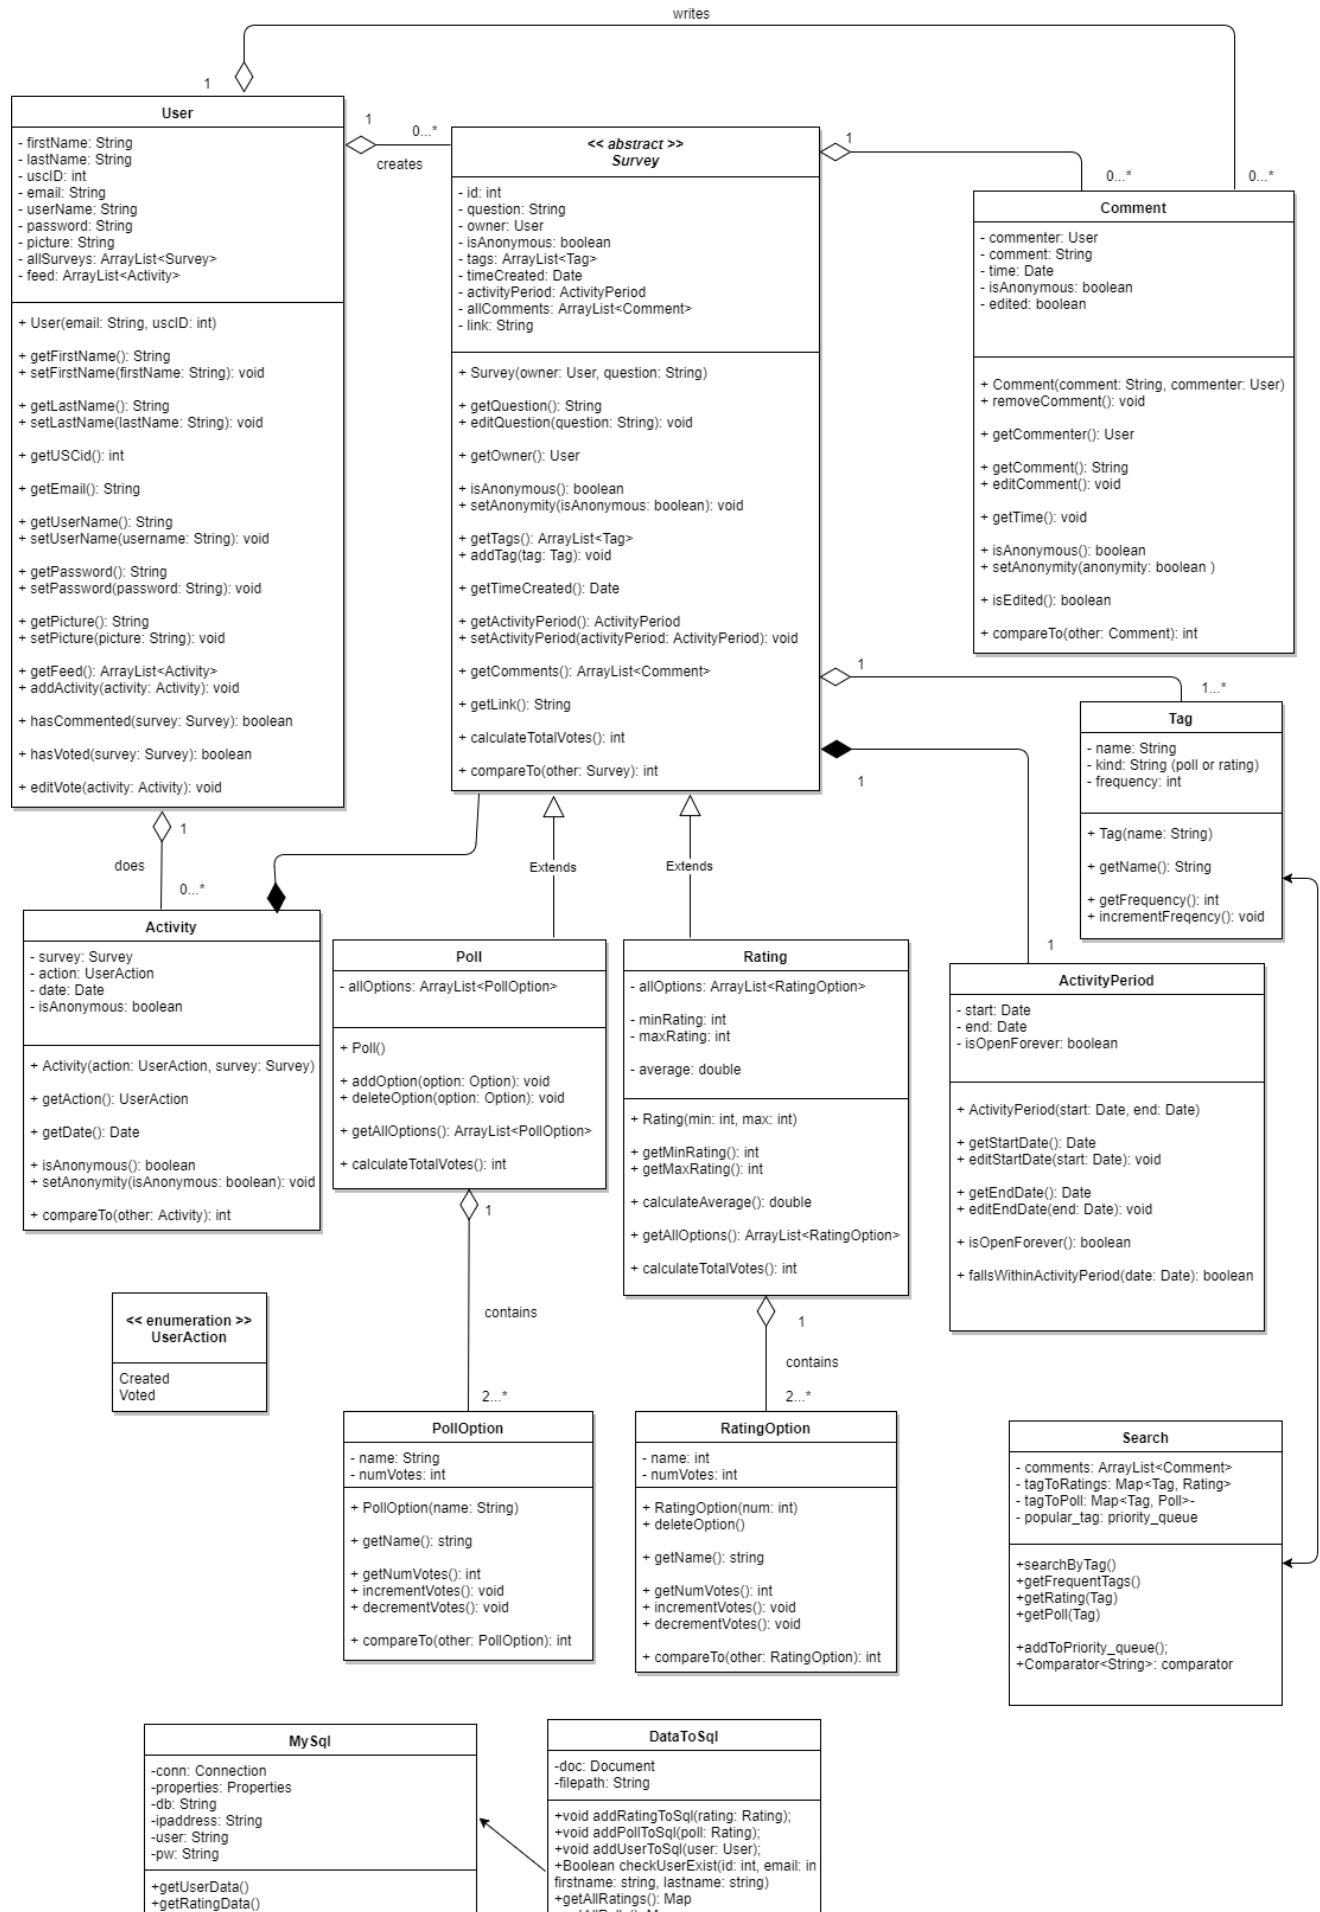 writes
1
User
- firstName: String
- lastName: String
- uscID: int
- email: String
- userName: String
- password: String
- picture: String
- allSurveys: ArrayList<Survey>
- feed: ArrayList<Activity>
+ User(email: String, uscID: int)
+ getFirstName(): String
+ setFirstName(firstName: String): void
+ getLastName(): String
+ setLastName(lastName: String): void
+ getUSCid(): int
+ getEmail(): String
+ getUserName(): String
+ setUserName(username: String): void
+ getPassword(): String
+ setPassword(password: String): void
+ getPicture(): String
+ setPicture(picture: String): void
+ getFeed(): ArrayList<Activity>
+ addActivity(activity: Activity): void
+ hasCommented(survey: Survey): boolean
+ hasVoted(survey: Survey): boolean
+ editVote(activity: Activity): void
1
0...*
creates
<< abstract >>
Survey
- id: int
- question: String
- owner: User
- isAnonymous: boolean
- tags: ArrayList<Tag>
- timeCreated: Date
- activityPeriod: ActivityPeriod
- allComments: ArrayList<Comment>
- link: String
+ Survey(owner: User, question: String)
+ getQuestion(): String
+ editQuestion(question: String): void
+ getOwner(): User
+ isAnonymous(): boolean
+ setAnonymity(isAnonymous: boolean): void
+ getTags(): ArrayList<Tag>
+ addTag(tag: Tag): void
+ getTimeCreated(): Date
+ getActivityPeriod(): ActivityPeriod
+ setActivityPeriod(activityPeriod: ActivityPeriod): void
+ getComments(): ArrayList<Comment>
+ getLink(): String
+ calculateTotalVotes(): int
+ compareTo(other: Survey): int
1
0...*
0...*
Comment
- commenter: User
- comment: String
- time: Date
- isAnonymous: boolean
- edited: boolean
+ Comment(comment: String, commenter: User)
+ removeComment(): void
+ getCommenter(): User
+ getComment(): String
+ editComment(): void
+ getTime(): void
+ isAnonymous(): boolean
+ setAnonymity(anonymity: boolean )
+ isEdited(): boolean
+ compareTo(other: Comment): int
1
1...*
Tag
- name: String
- kind: String (poll or rating)
- frequency: int
+ Tag(name: String)
+ getName(): String
+ getFrequency(): int
+ incrementFreqency(): void
1
1
1
does
0...*
Extends
Extends
Activity
- survey: Survey
- action: UserAction
- date: Date
- isAnonymous: boolean
+ Activity(action: UserAction, survey: Survey)
+ getAction(): UserAction
+ getDate(): Date
+ isAnonymous(): boolean
+ setAnonymity(isAnonymous: boolean): void
+ compareTo(other: Activity): int
Poll
- allOptions: ArrayList<PollOption>
+ Poll()
+ addOption(option: Option): void
+ deleteOption(option: Option): void
+ getAllOptions(): ArrayList<PollOption>
+ calculateTotalVotes(): int
1
contains
2...*
Rating
- allOptions: ArrayList<RatingOption>
- minRating: int
- maxRating: int
- average: double
+ Rating(min: int, max: int)
+ getMinRating(): int
+ getMaxRating(): int
+ calculateAverage(): double
+ getAllOptions(): ArrayList<RatingOption>
+ calculateTotalVotes(): int
1
contains
2...*
ActivityPeriod
- start: Date
- end: Date
- isOpenForever: boolean
+ ActivityPeriod(start: Date, end: Date)
+ getStartDate(): Date
+ editStartDate(start: Date): void
+ getEndDate(): Date
+ editEndDate(end: Date): void
+ isOpenForever(): boolean
+ fallsWithinActivityPeriod(date: Date): boolean
<< enumeration >>
UserAction
Created
Voted
PollOption
- name: String
- numVotes: int
+ PollOption(name: String)
+ getName(): string
+ getNumVotes(): int
+ incrementVotes(): void
+ decrementVotes(): void
+ compareTo(other: PollOption): int
RatingOption
- name: int
- numVotes: int
+ RatingOption(num: int)
+ deleteOption()
+ getName(): string
+ getNumVotes(): int
+ incrementVotes(): void
+ decrementVotes(): void
+ compareTo(other: RatingOption): int
Search
- comments: ArrayList<Comment>
- tagToRatings: Map<Tag, Rating>
- tagToPoll: Map<Tag, Poll>-
- popular_tag: priority_queue
+searchByTag()
+getFrequentTags()
+getRating(Tag)
+getPoll(Tag)
+addToPriority_queue();
+Comparator<String>: comparator
MySql
-conn: Connection
-properties: Properties
-db: String
-ipaddress: String
-user: String
-pw: String
+getUserData()
+getRatingData()
DataToSql
-doc: Document
-filepath: String
+void addRatingToSql(rating: Rating);
+void addPollToSql(poll: Rating);
+void addUserToSql(user: User);
+Boolean checkUserExist(id: int, email: in
firstname: string, lastname: string)
+getAllRatings(): Map